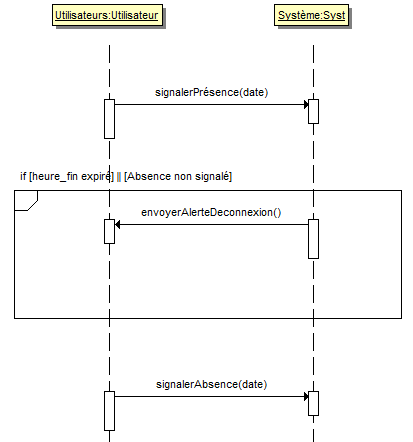 Utilisateurs:Utilisateur
Système:Syst
signalerPrésence(date)
if [heure_fin expiré] || [Absence non signalé]
envoyerAlerteDeconnexion()
signalerAbsence(date)